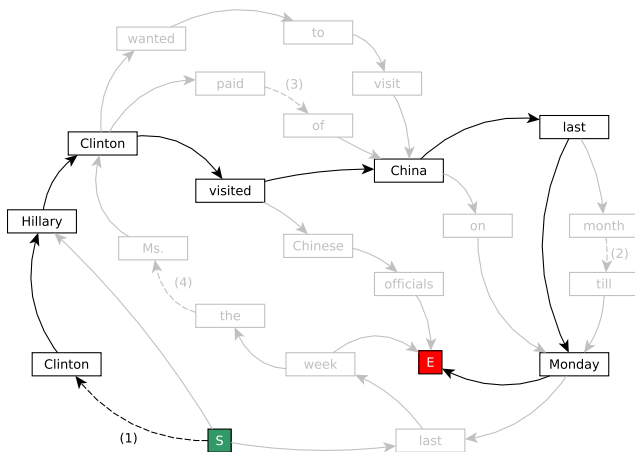 wanted
to
paid
(3)
visit
of
Clinton
last
China
visited
Hillary
on
month
Ms.
Chinese
(2)
(4)
officials
till
the
Clinton
week
E
Monday
(1)
S
last